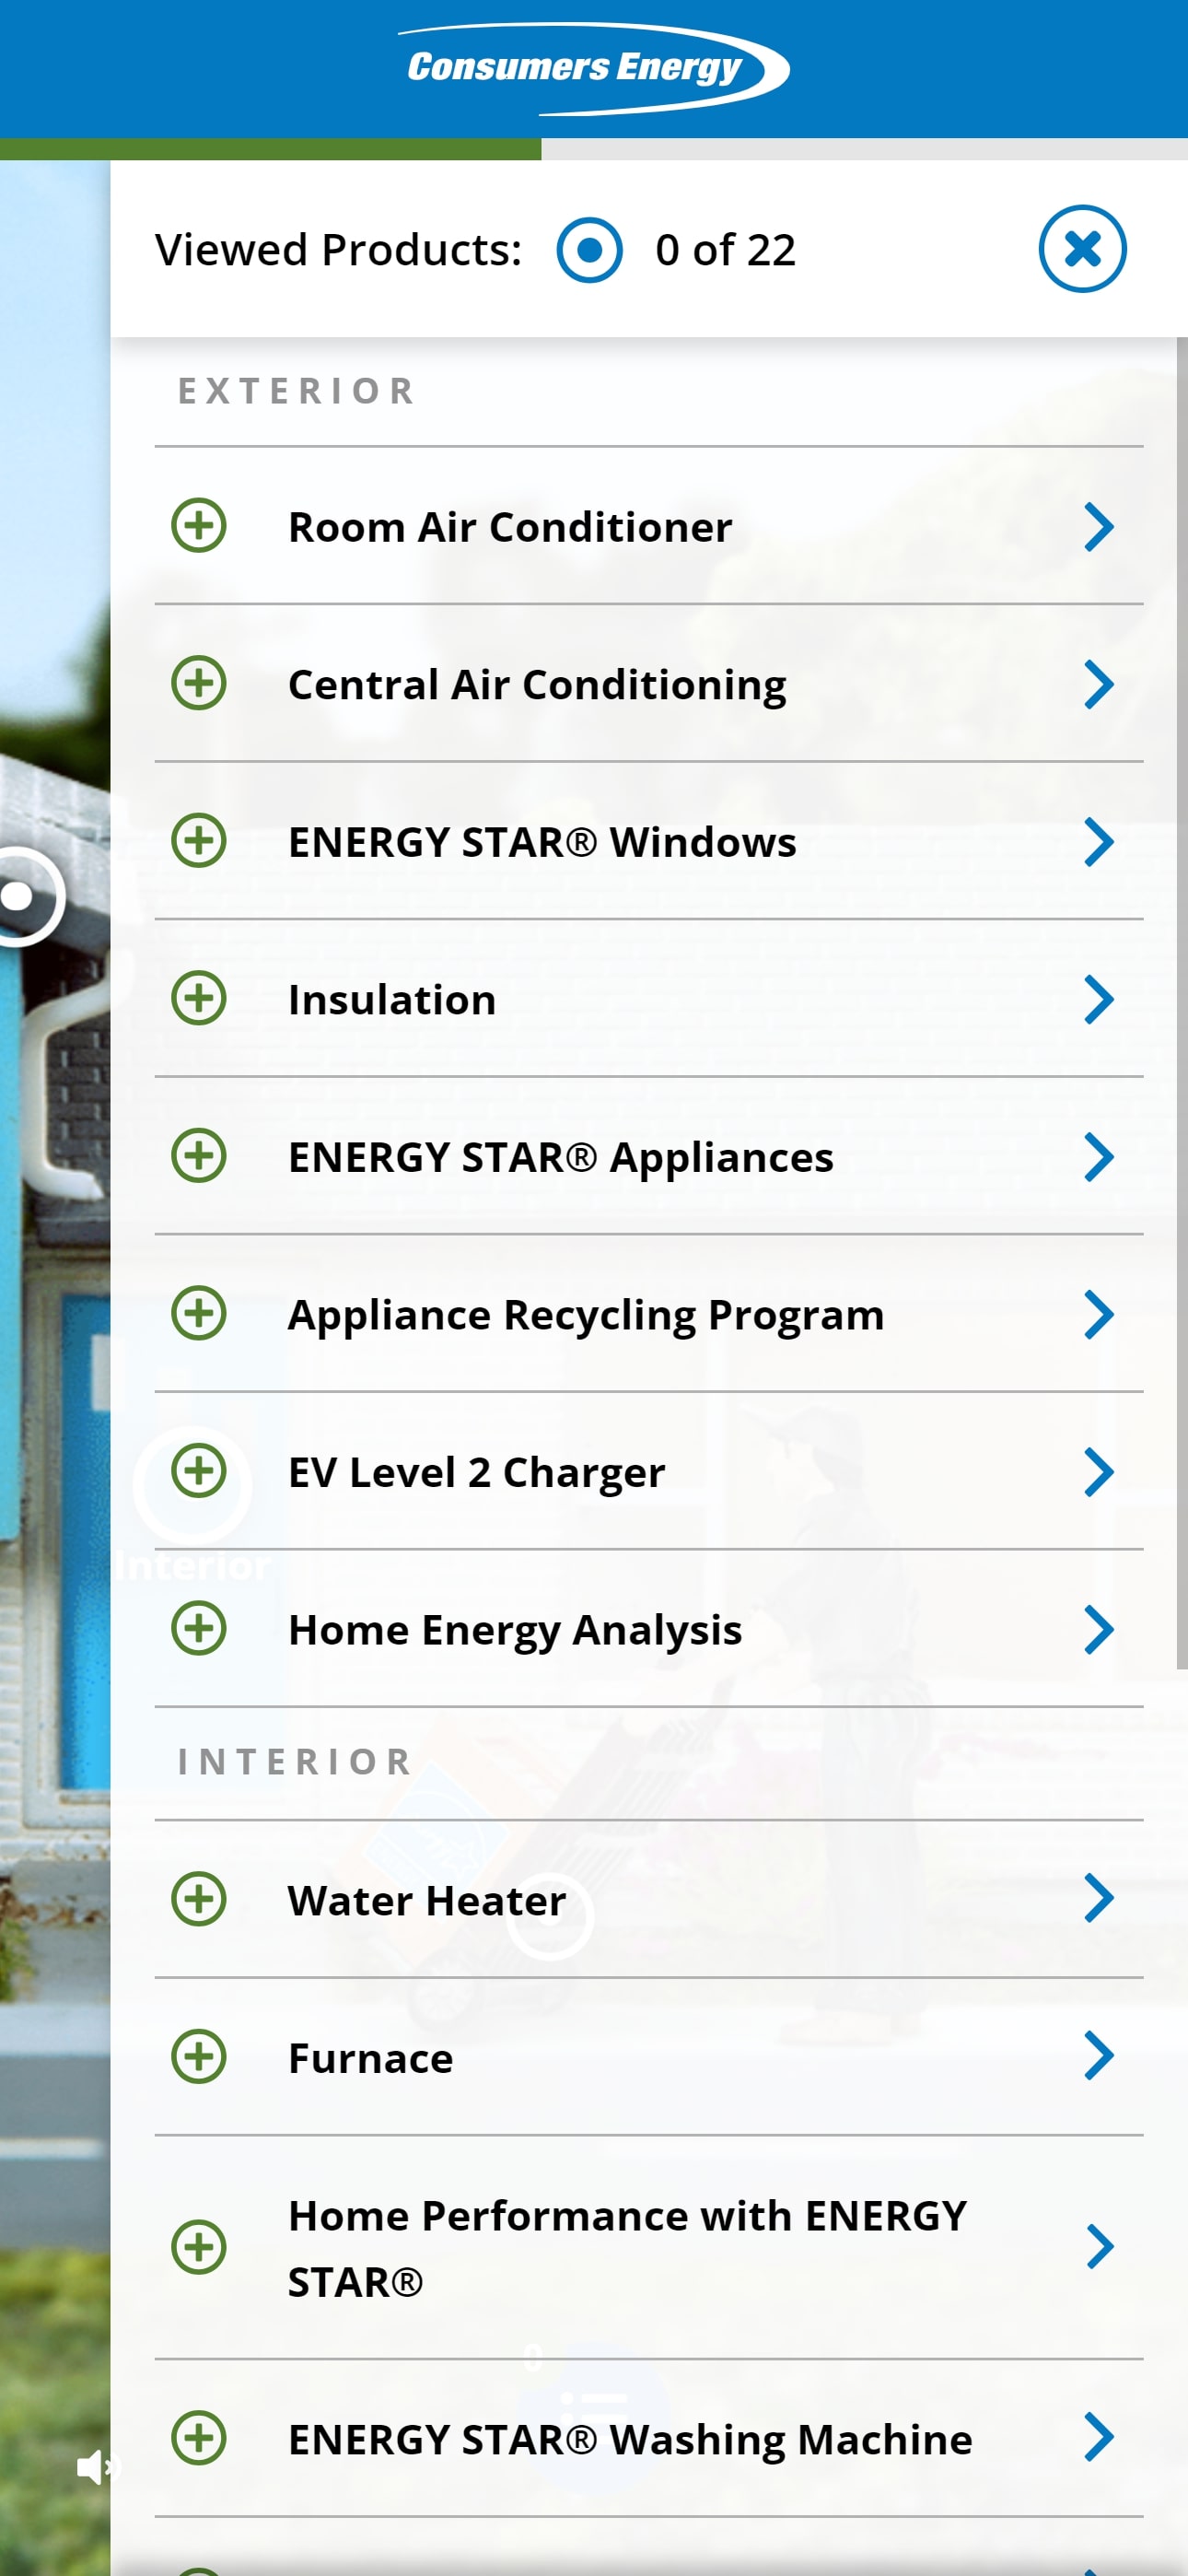 Consumers Energy
Viewed Products: 0 of 22
EXTERIOR
Room Air Conditioner
Central Air Conditioning
ENERGY STAR® Windows
Insulation
ENERGY STAR® Appliances
Appliance Recycling Program
EV Level 2 Charger
Interior
Home Energy Analysis
INTERIOR
Water Heater
Furnace
Home Performance with ENERGY
STAR®
0
ENERGY STAR® Washing Machine